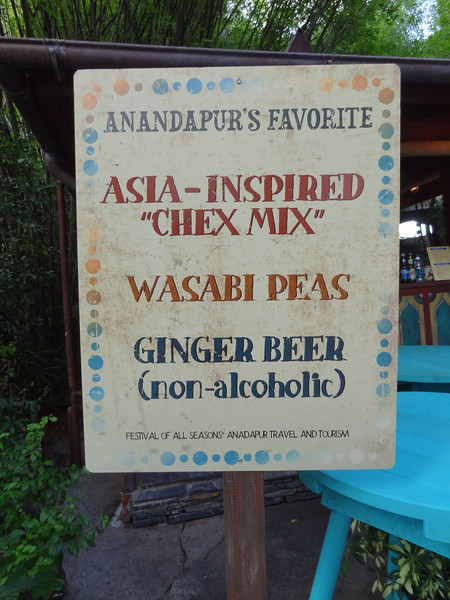 ANANDAPUR'S FAVORITE
ASIA-INSPIRED
"CHEX MIX"
WASABI PEAS
GINGER BEER
(non-alcoholic)
FESTIVAL OF ALL SEASONS' ANADAPUR TRAVEL AND TOURISM